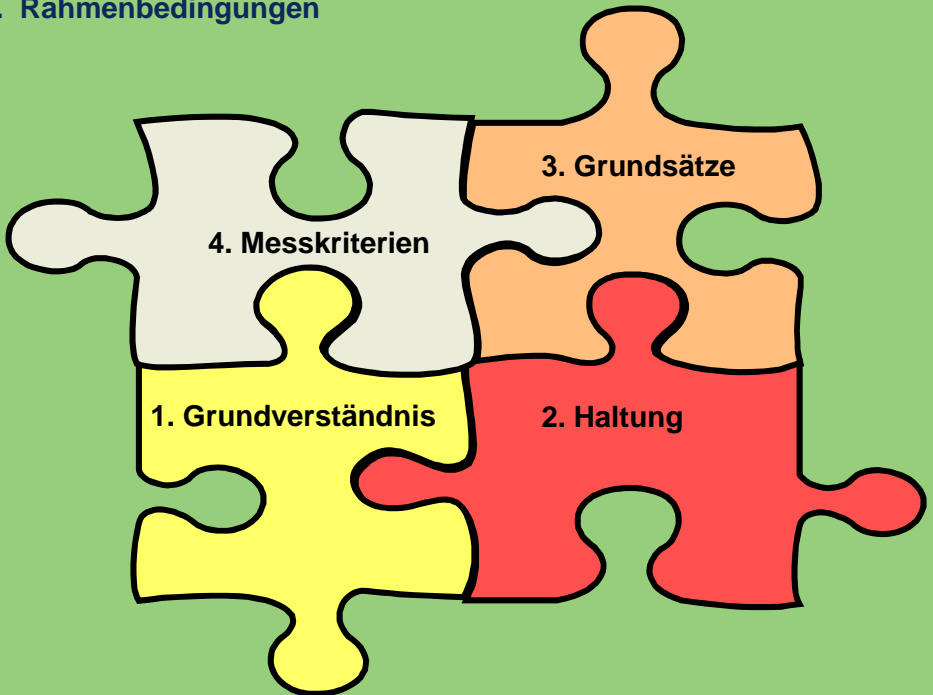 . Rahmenbedingungen
3. Grundsätze
4. Messkriterien
1. Grundverständnis
2. Haltung